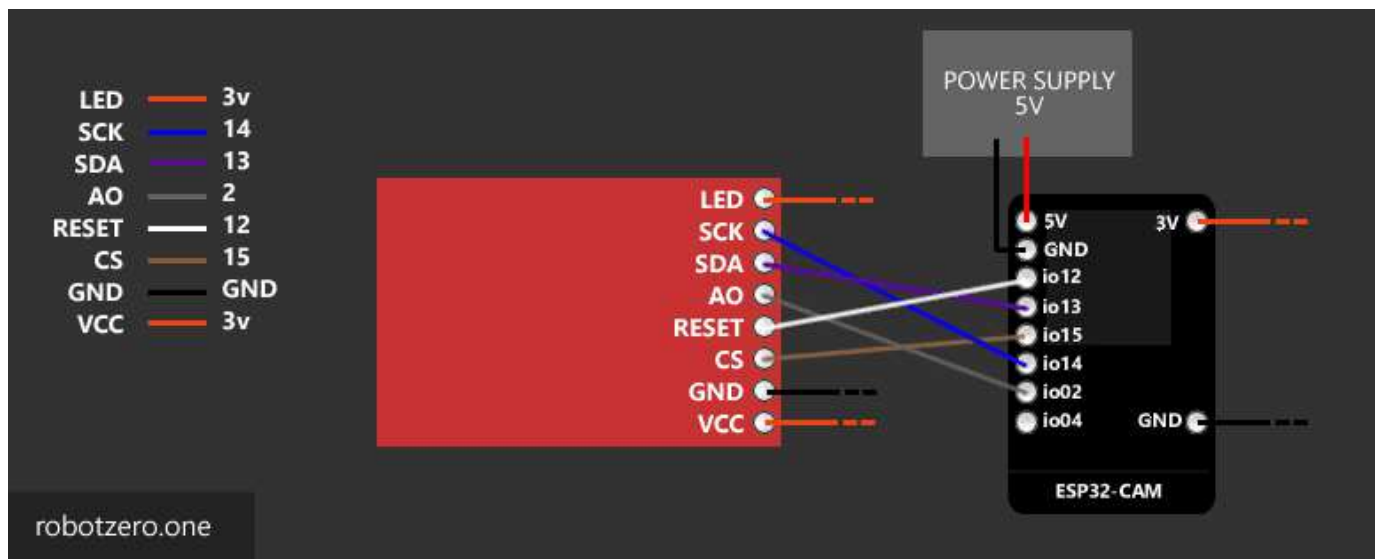 LED 3v
SCK 14
SDA 13
AO 2
RESET 12
CS 15
GND GND
VCC 3v
POWER SUPPLY
5V
LED
SCK
SDA
AO
RESET
CS
GND
VCC
5V 3V
GND
io12
io13
io15
io14
io02
io04 GND
ESP32-CAM
robotzero.one